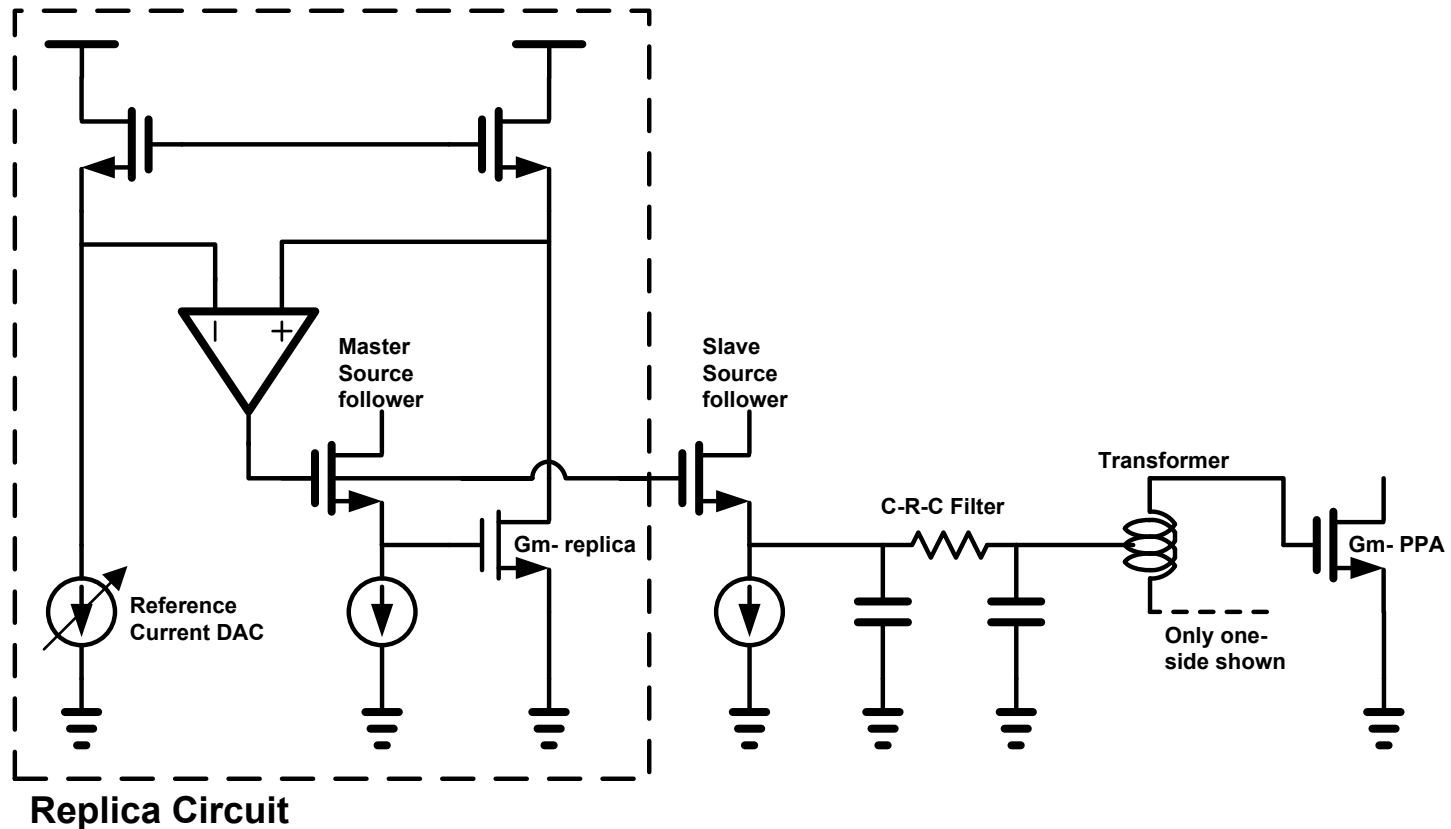 Master
Source
follower
Slave
Source
follower
Transformer
C-R-C Filter
Gm- replica
Gm- PPA
Reference
Current DAC
Only one-
side shown
Replica Circuit